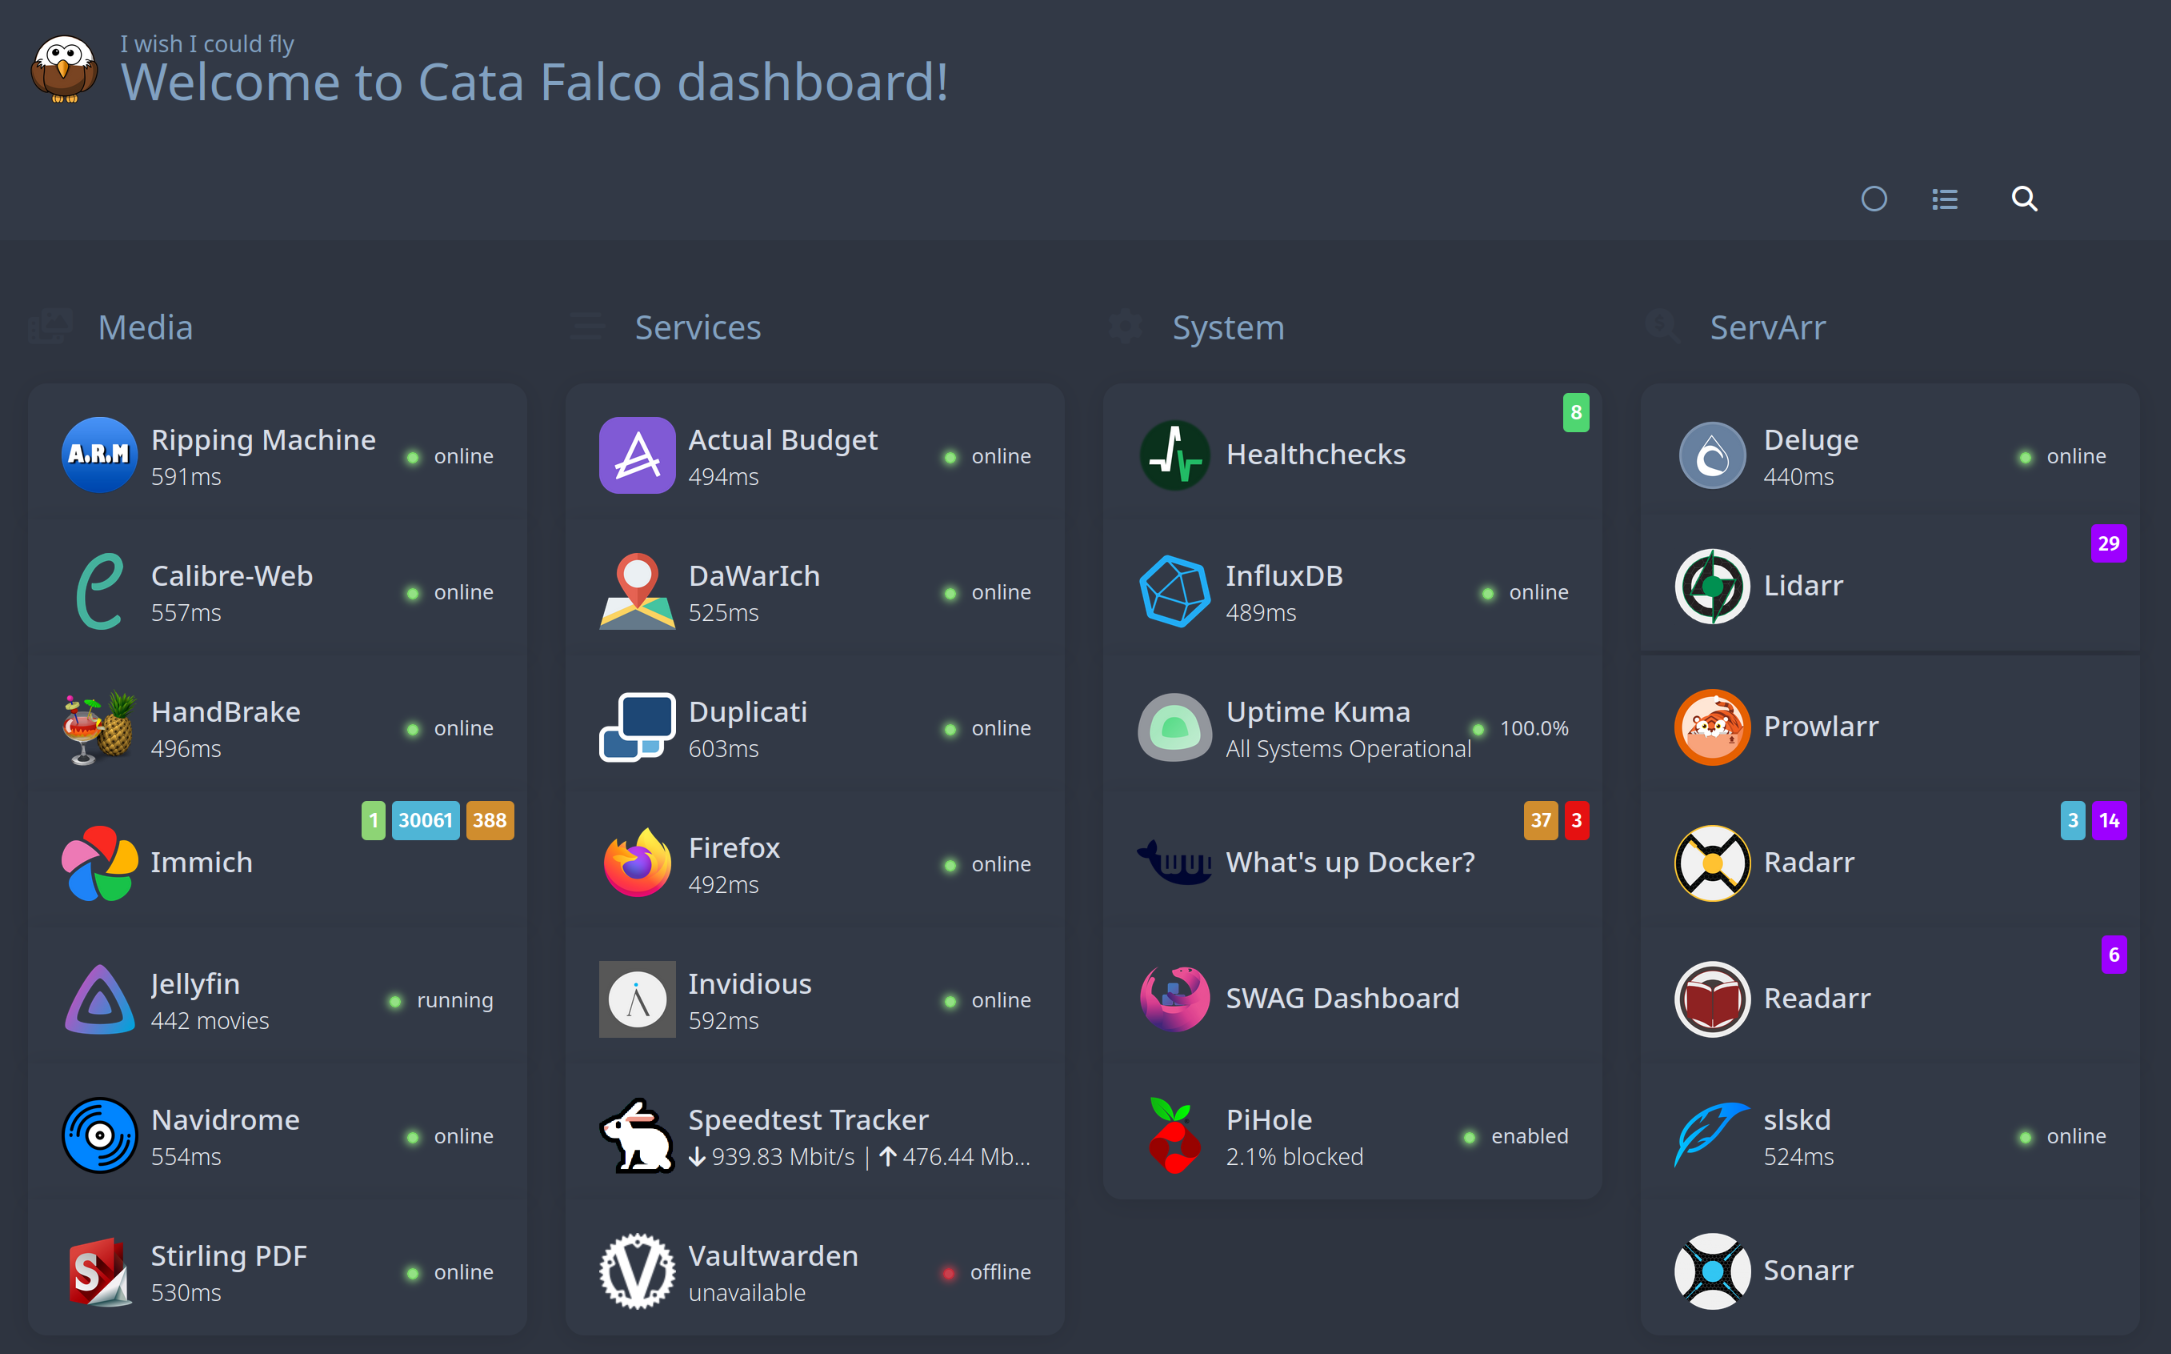 I wish I could fly
Welcome to Cata Falco dashboard!
Media
A.R.M
Ripping Machine
591ms
online
Calibre-Web
557ms
online
HandBrake
496ms
online
1 30061 388
Immich
Jellyfin
442 movies
running
Navidrome
554ms
online
S
Stirling PDF
530ms
online
Services
Actual Budget
494ms
online
DaWarIch
525ms
online
Duplicati
603ms
online
Firefox
492ms
online
Invidious
592ms
online
Speedtest Tracker
939.83 Mbit/s | 476.44 Mb...
Vaultwarden
unavailable
offline
System
8
Healthchecks
InfluxDB
489ms
online
Uptime Kuma
All Systems Operational
100.0%
37 3
WUD
What's up Docker?
SWAG Dashboard
PiHole
2.1% blocked
enabled
ServArr
Deluge
440ms
online
29
Lidarr
Prowlarr
3 14
Radarr
6
Readarr
slskd
524ms
online
Sonarr